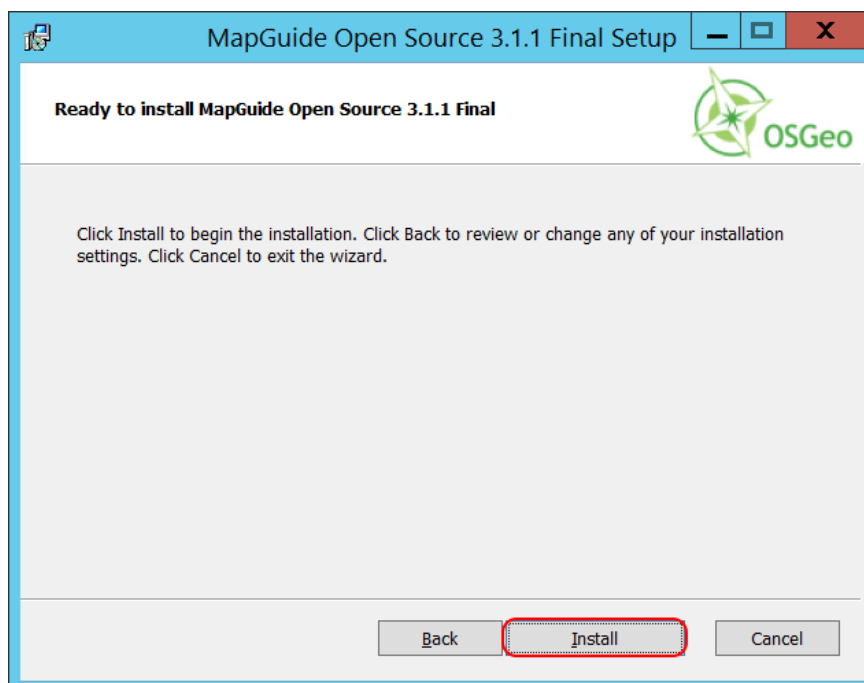 MapGuide Open Source 3.1.1 Final Setup
Ready to install MapGuide Open Source 3.1.1 Final
OSGeo
Click Install to begin the installation. Click Back to review or change any of your installation
settings. Click Cancel to exit the wizard.
Back Install Cancel